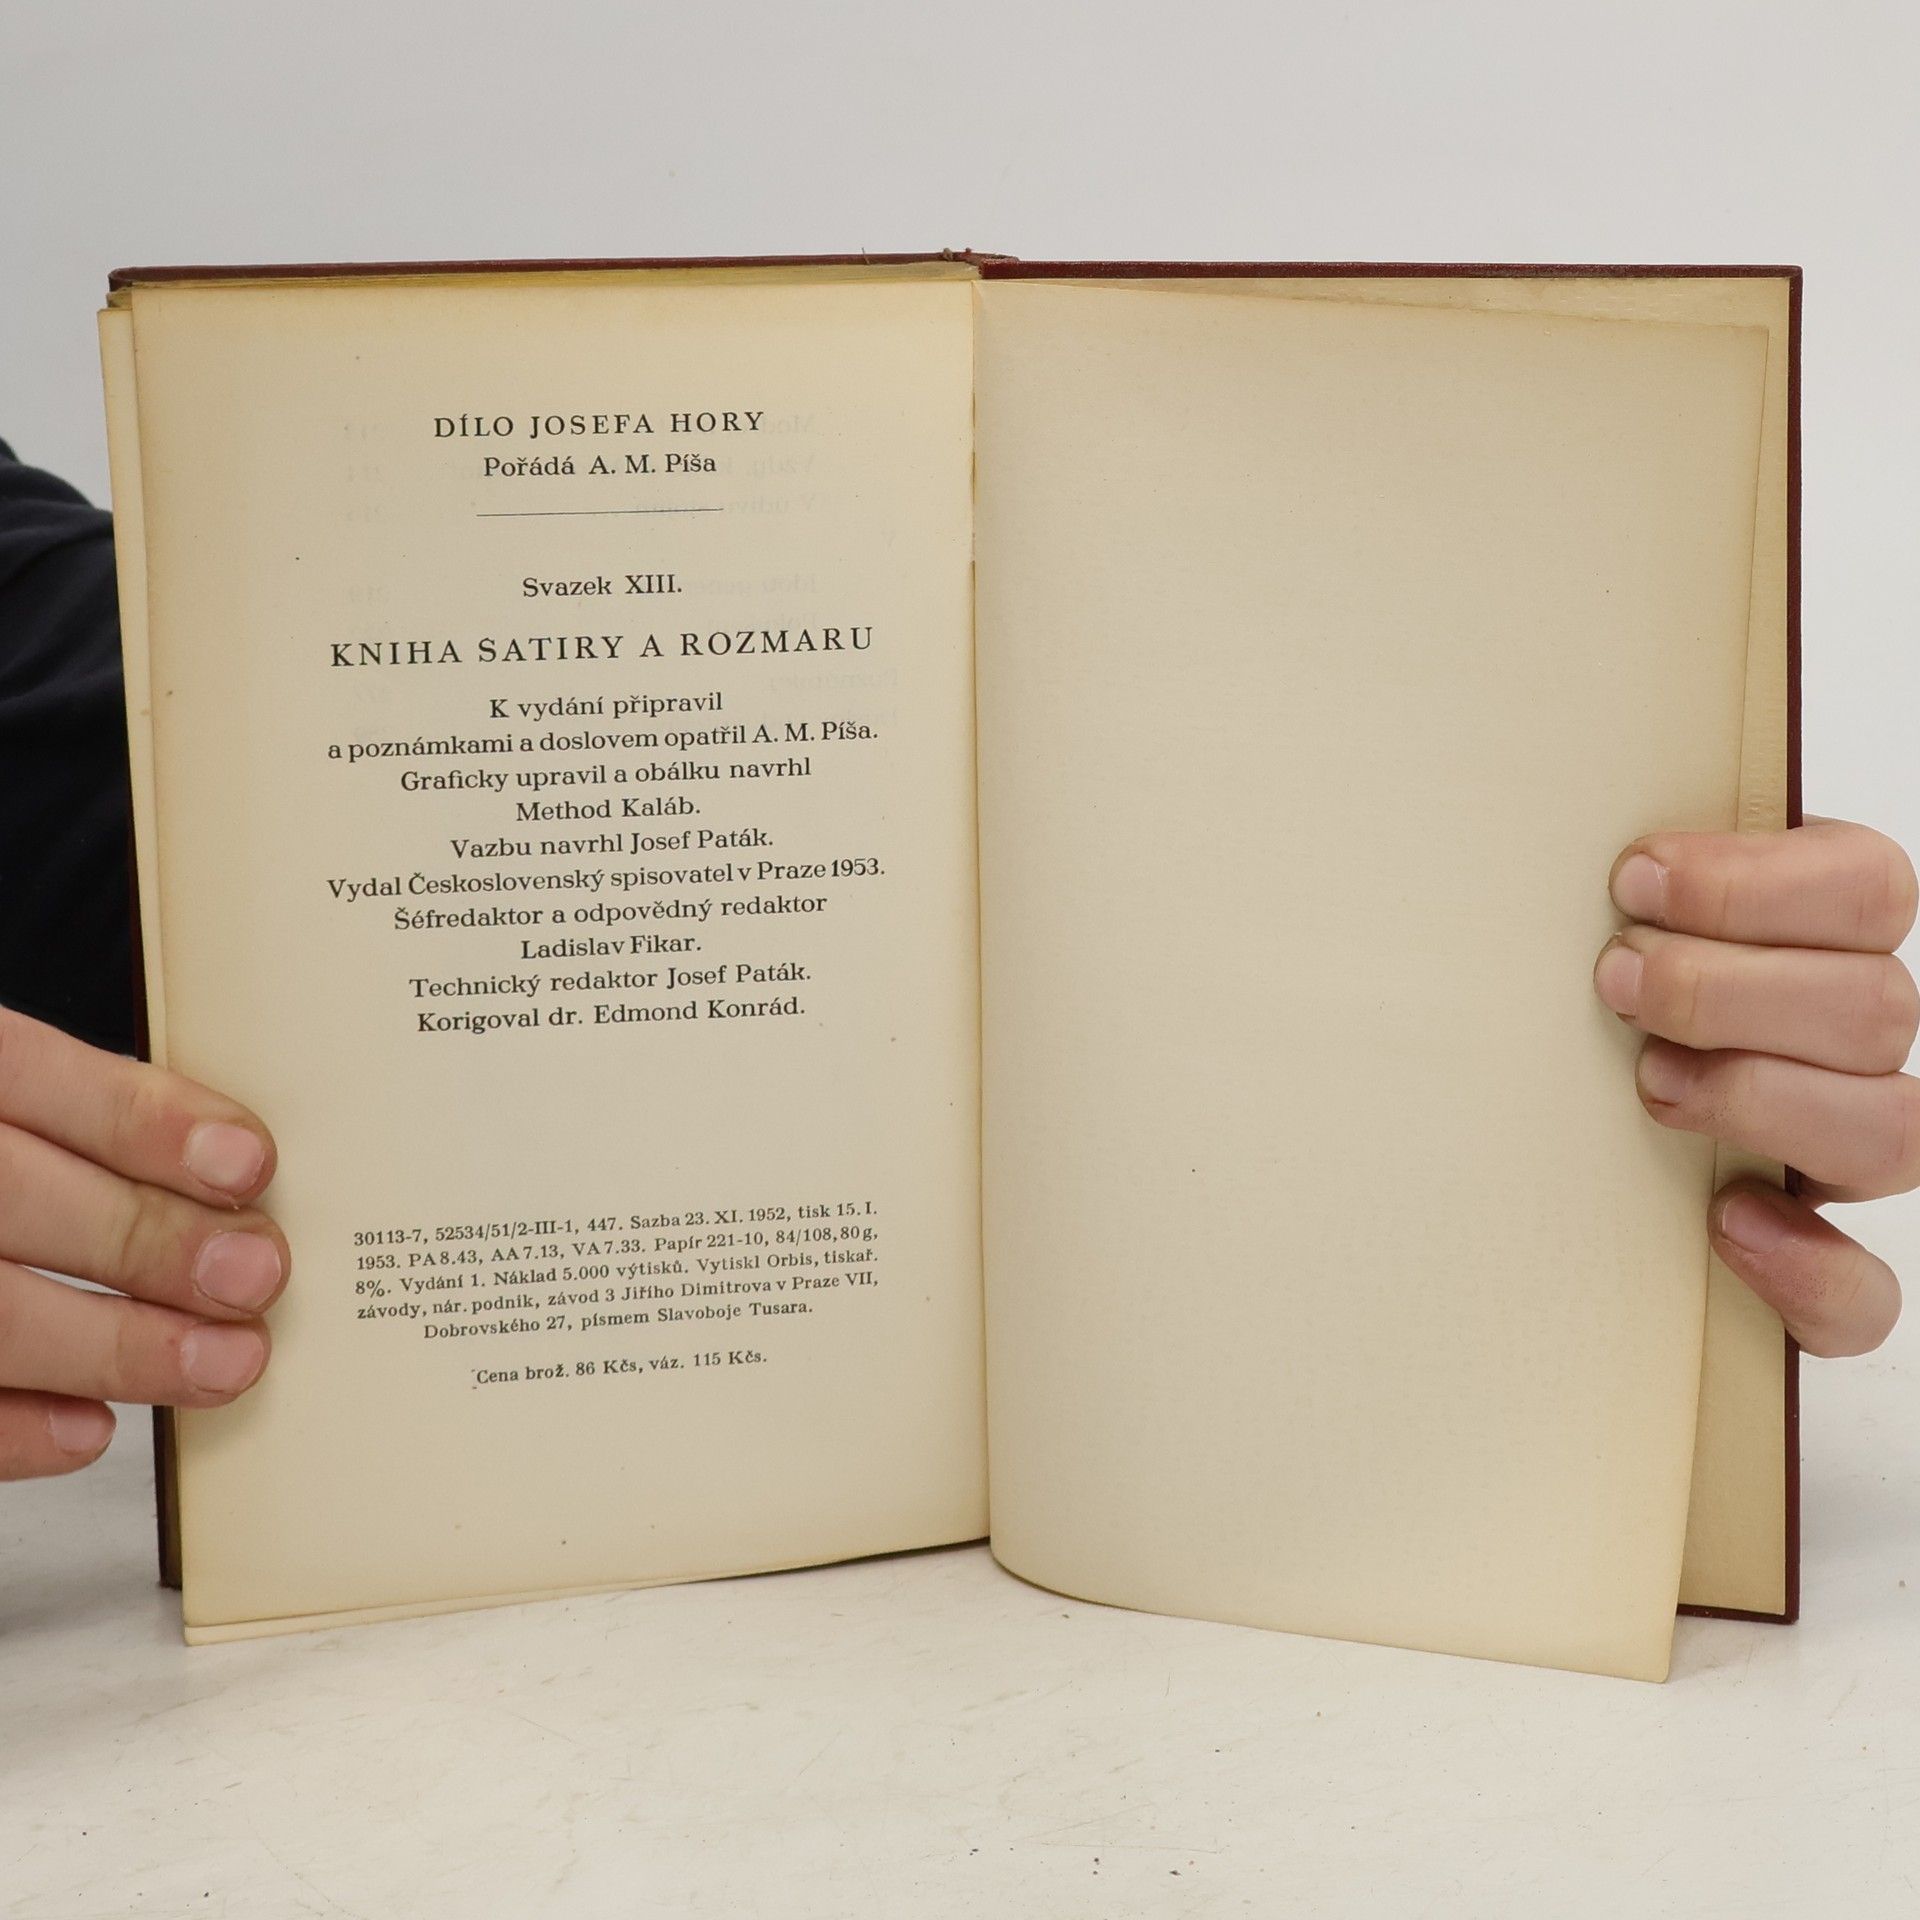 DÍLO JOSEFA HORY
Pořádá A. M. Píša
Svazek XIII.
KNIHA SATIRY A ROZMARU
K vydání připravil
a poznámkami a doslovem opatřil A. M. Píša.
Graficky upravil a obálku navrhl
Method Kaláb.
Vazbu navrhl Josef Paták.
Vydal Československý spisovatel v Praze 1953.
Šéfredaktor a odpovědný redaktor
Ladislav Fikar.
Technický redaktor Josef Paták.
Korigoval dr. Edmond Konrád.
30113-7, 52534/51/2-III-1, 447. Sazba 23. XI. 1952, tisk 15. I.
1953. PA 8.43, AA 7.13, VA 7.33. Papír 221-10, 84/108, 80 g,
8%. Vydání 1. Náklad 5.000 výtisků. Vytiskl Orbis, tiskař.
závody, nár. podnik, závod 3 Jiřího Dimitrova v Praze VII,
Dobrovského 27, písmem Slavoboje Tusara.
Cena brož. 86 Kčs, váz. 115 Kčs.